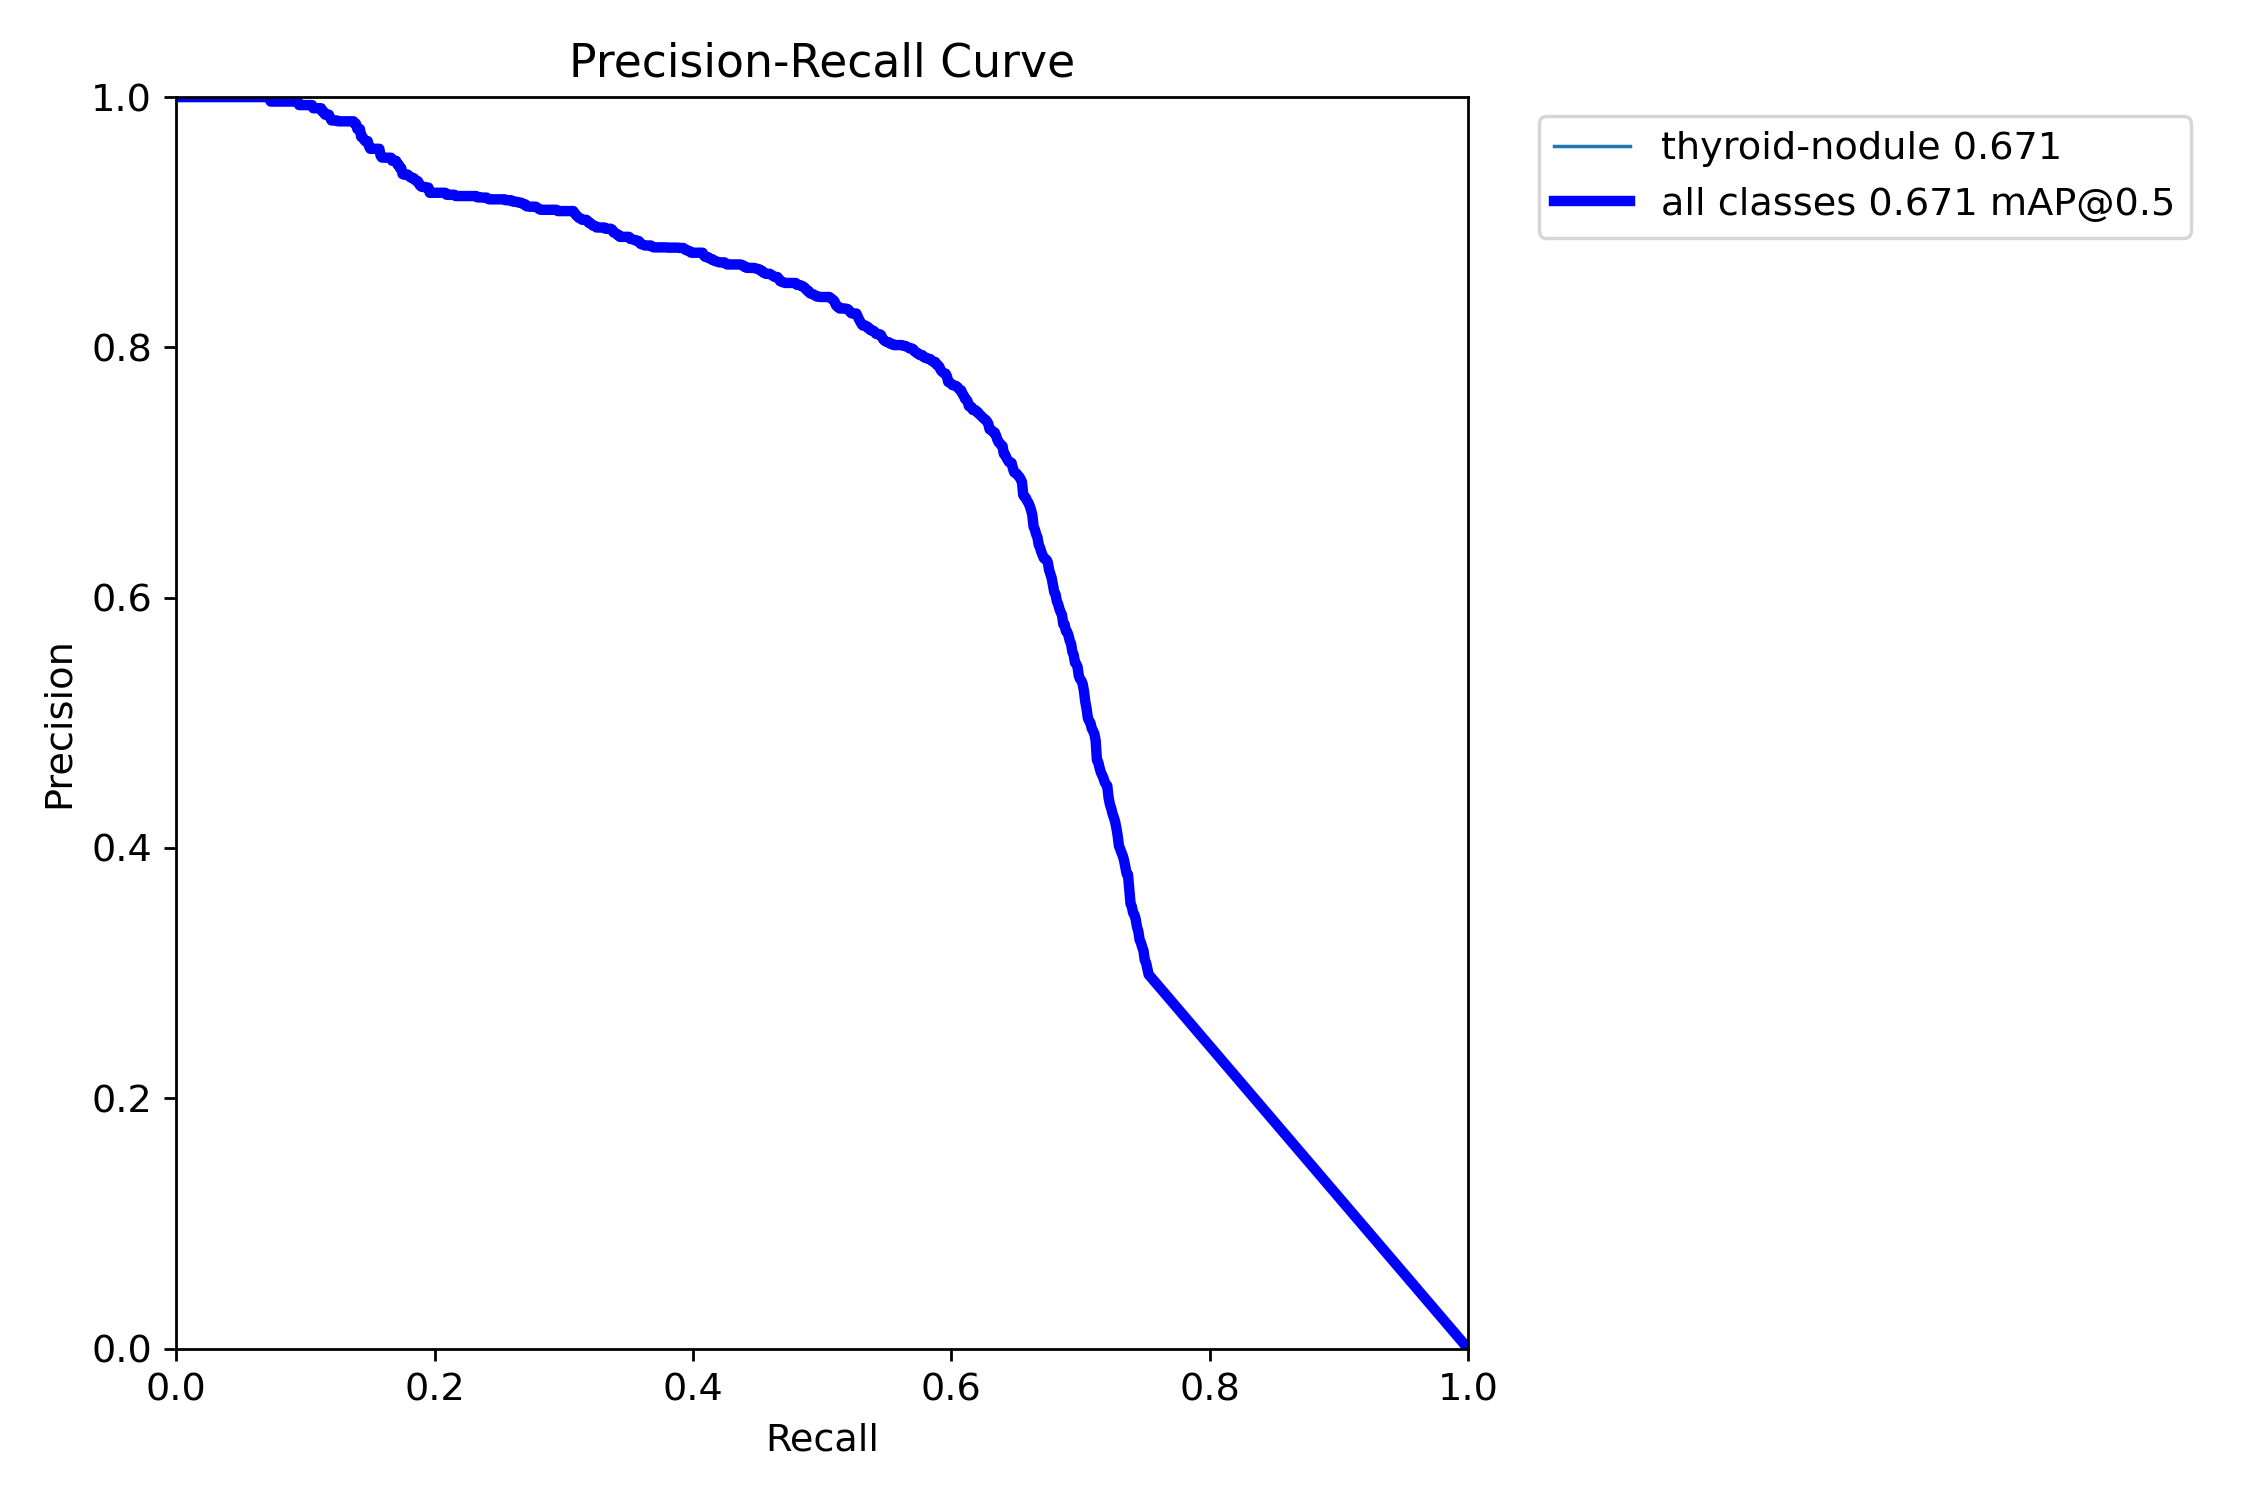 Precision-Recall Curve
1.0
0.8
0.6
0.4
0.2
0.0
Precision
0.0 0.2 0.4 0.6 0.8 1.0
Recall
thyroid-nodule 0.671
all classes 0.671 mAP@0.5